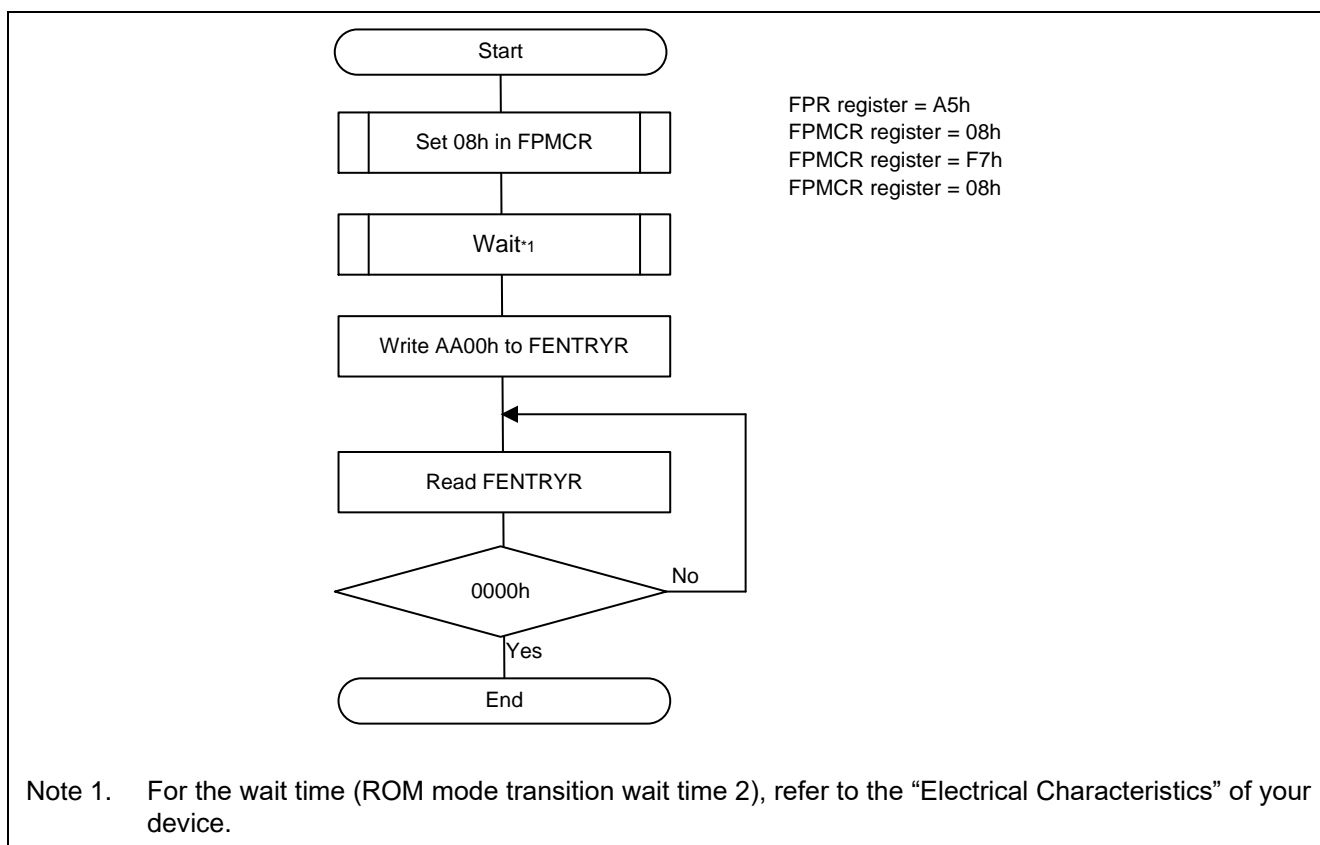 Start
FPR register = A5h
FPMCR register = 08h
FPMCR register = F7h
FPMCR register = 08h
Set 08h in FPMCR
Wait*1
Write AA00h to FENTRYR
Read FENTRYR
0000h
No
Yes
End
Note 1. For the wait time (ROM mode transition wait time 2), refer to the “Electrical Characteristics” of your
device.